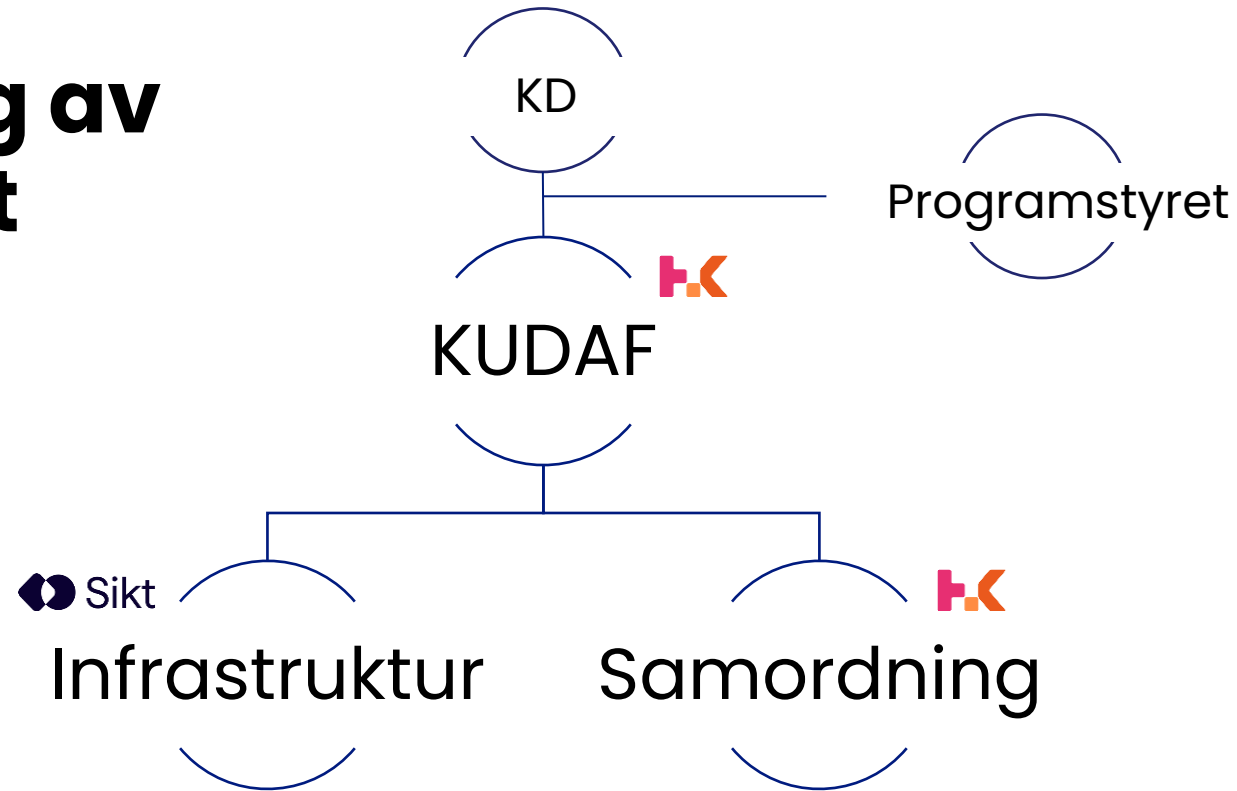 g av
t
KD
Programstyret
KUDAF
Sikt
Infrastruktur
Samordning